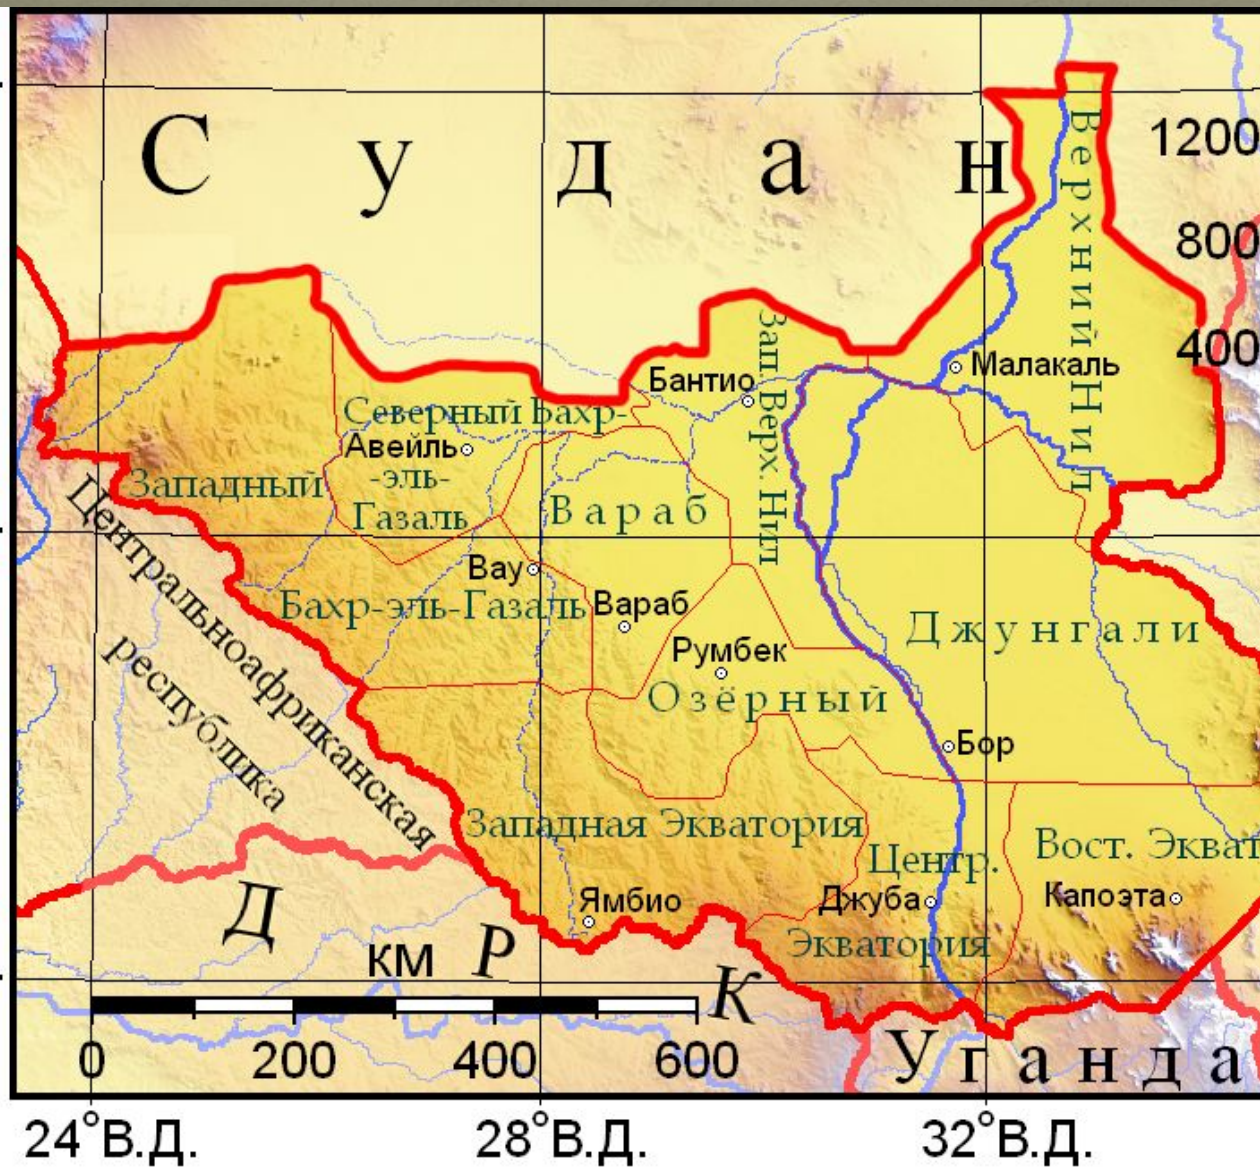 Судан
1200
800
400
Верхний Нил
Малакаль
Бантио
Зап. Верх. Нил
Северный Бахр-
-эль-
Газаль
Авейль
Западный
Бахр-эль-Газаль
Вараб
Вау
Вараб
Румбек
Озёрный
Джунгали
Бор
Центральноафриканская
республика
Западная Экватория
Центр.
Экватория
Вост. Экват
Джуба
Капоэта
Ямбио
ДРК
Уганда
КМ
0 200 400 600
24°В.Д. 28°В.Д. 32°В.Д.